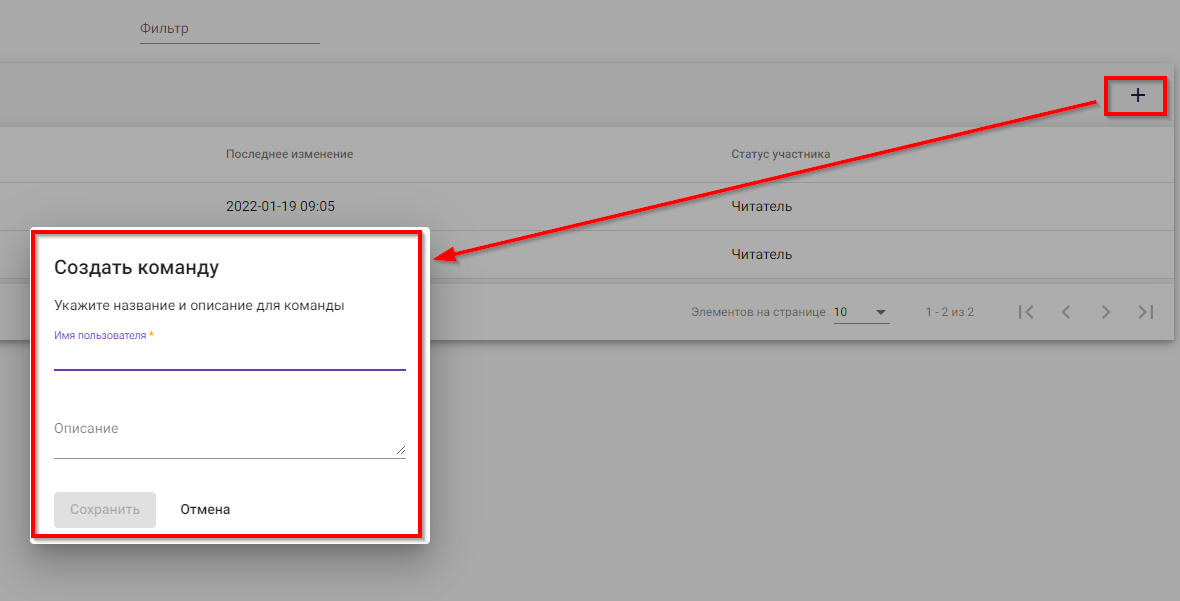 Фильтр
Последнее изменение
Статус участника
2022-01-19 09:05
Читатель
Читатель
Создать команду
Укажите название и описание для команды
Имя пользователя *
Описание
Сохранить
Отмена
Элементов на странице
10
1 - 2 из 2